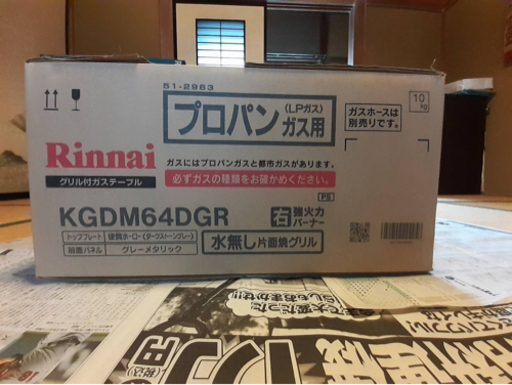 51-2963
プロパン〈LPガス〉ガス用
ガスホースは
別売りです。
10kg
Rinnai
グリル付ガステーブル
ガスにはプロパンガスと都市ガスがあります。
必ずガスの種類をお確かめください。
PS
KGDM64DGR
右 強火力バーナー
トッププレート 硬質ホーロー(ダークストーングレー)
前面パネル グレーメタリック
水無し片面焼グリル